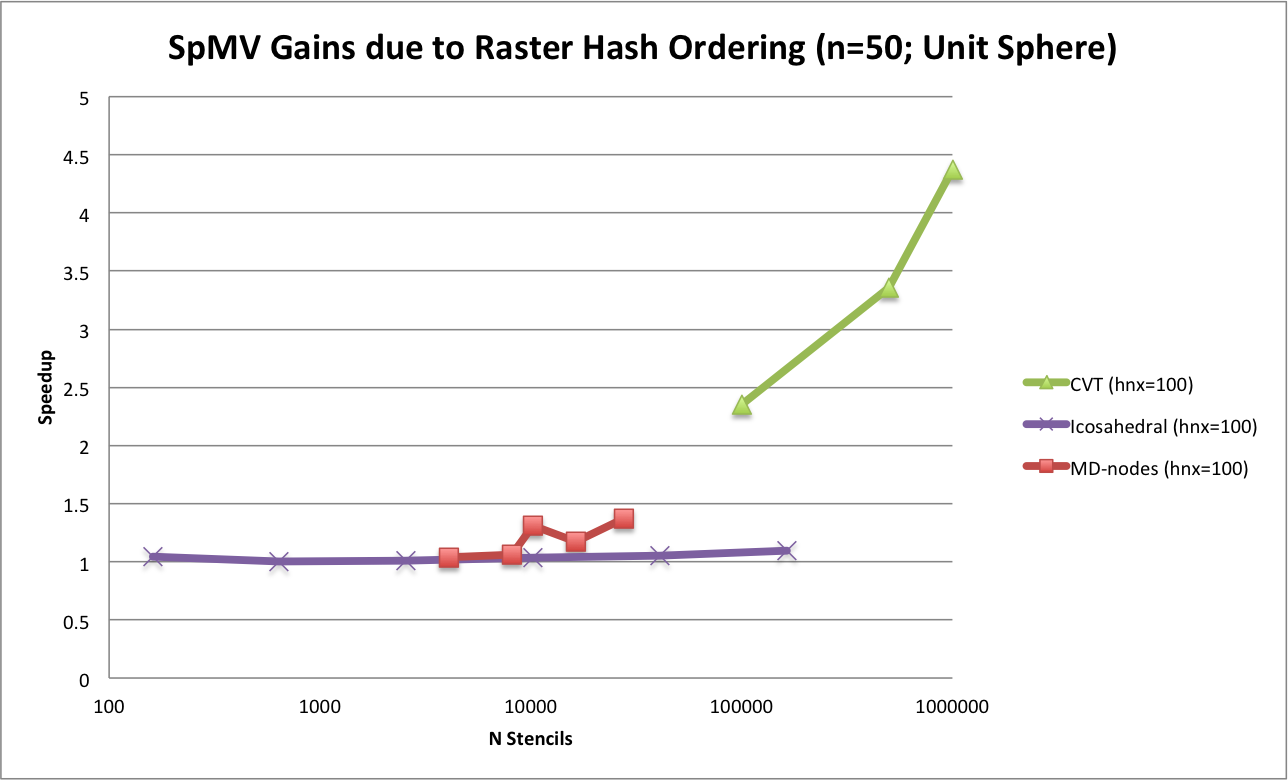 SpMV Gains due to Raster Hash Ordering (n=50; Unit Sphere)
5
4.5
4
3.5
3
2.5
2
1.5
1
0.5
0
Speedup
100 1000 10000 100000 1000000
N Stencils
CVT (hnx=100)
Icosahedral (hnx=100)
MD-nodes (hnx=100)